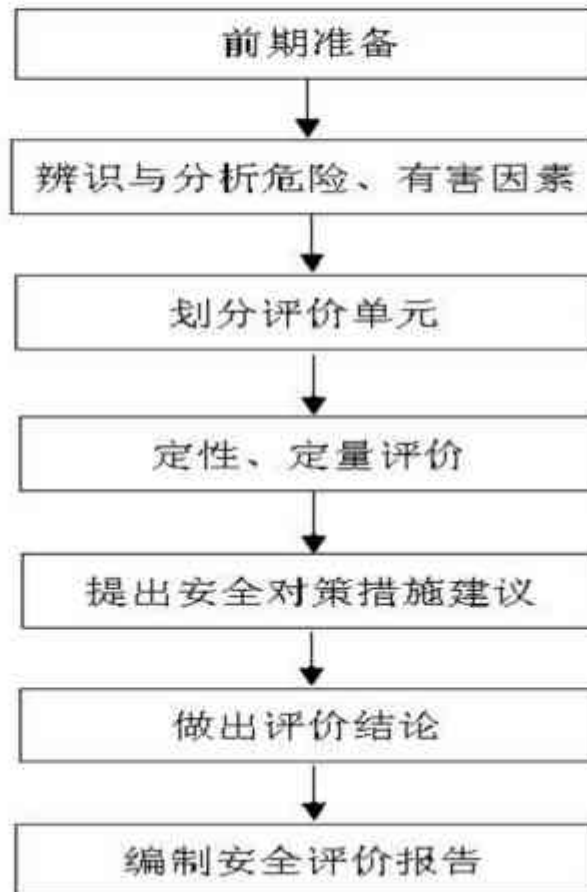 前期准备
辨识与分析危险、有害因素
划分评价单元
定性、定量评价
提出安全对策措施建议
做出评价结论
编制安全评价报告